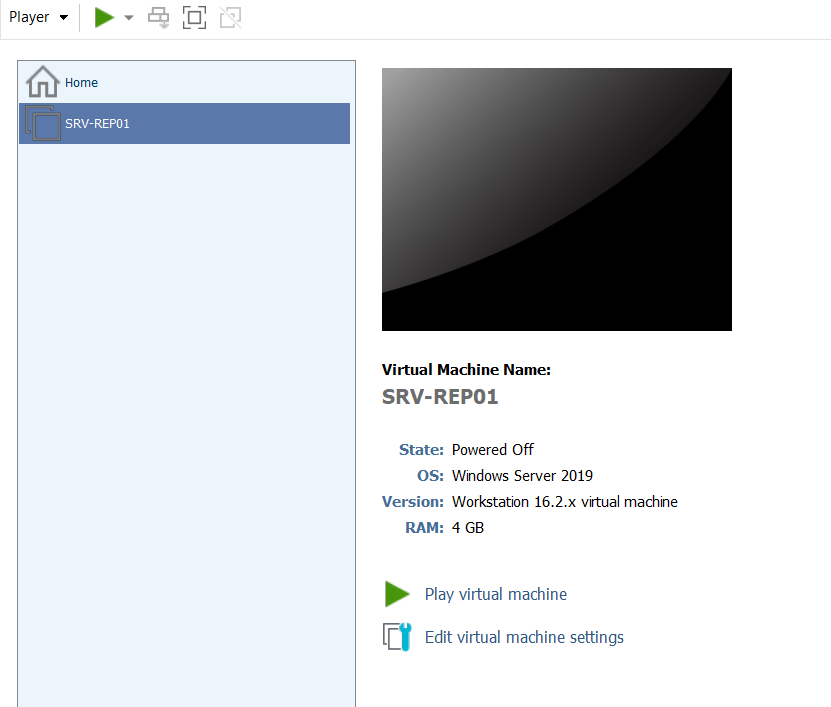 Player
Home
SRV-REP01
Virtual Machine Name:
SRV-REP01
State: Powered Off
OS: Windows Server 2019
Version: Workstation 16.2.x virtual machine
RAM: 4 GB
Play virtual machine
Edit virtual machine settings